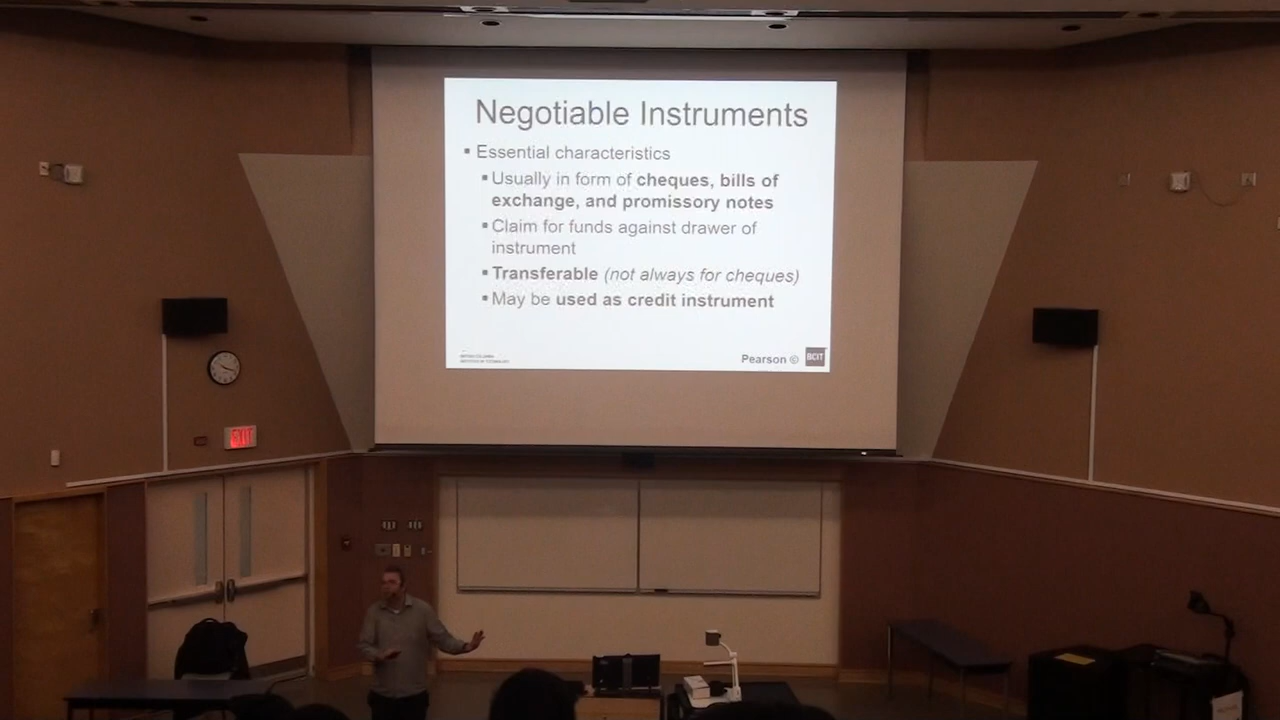 Negotiable Instruments
▪ Essential characteristics
▪ Usually in form of cheques, bills of
exchange, and promissory notes
▪ Claim for funds against drawer of
instrument
▪ Transferable (not always for cheques)
▪ May be used as credit instrument
Pearson © BCIT
EXIT